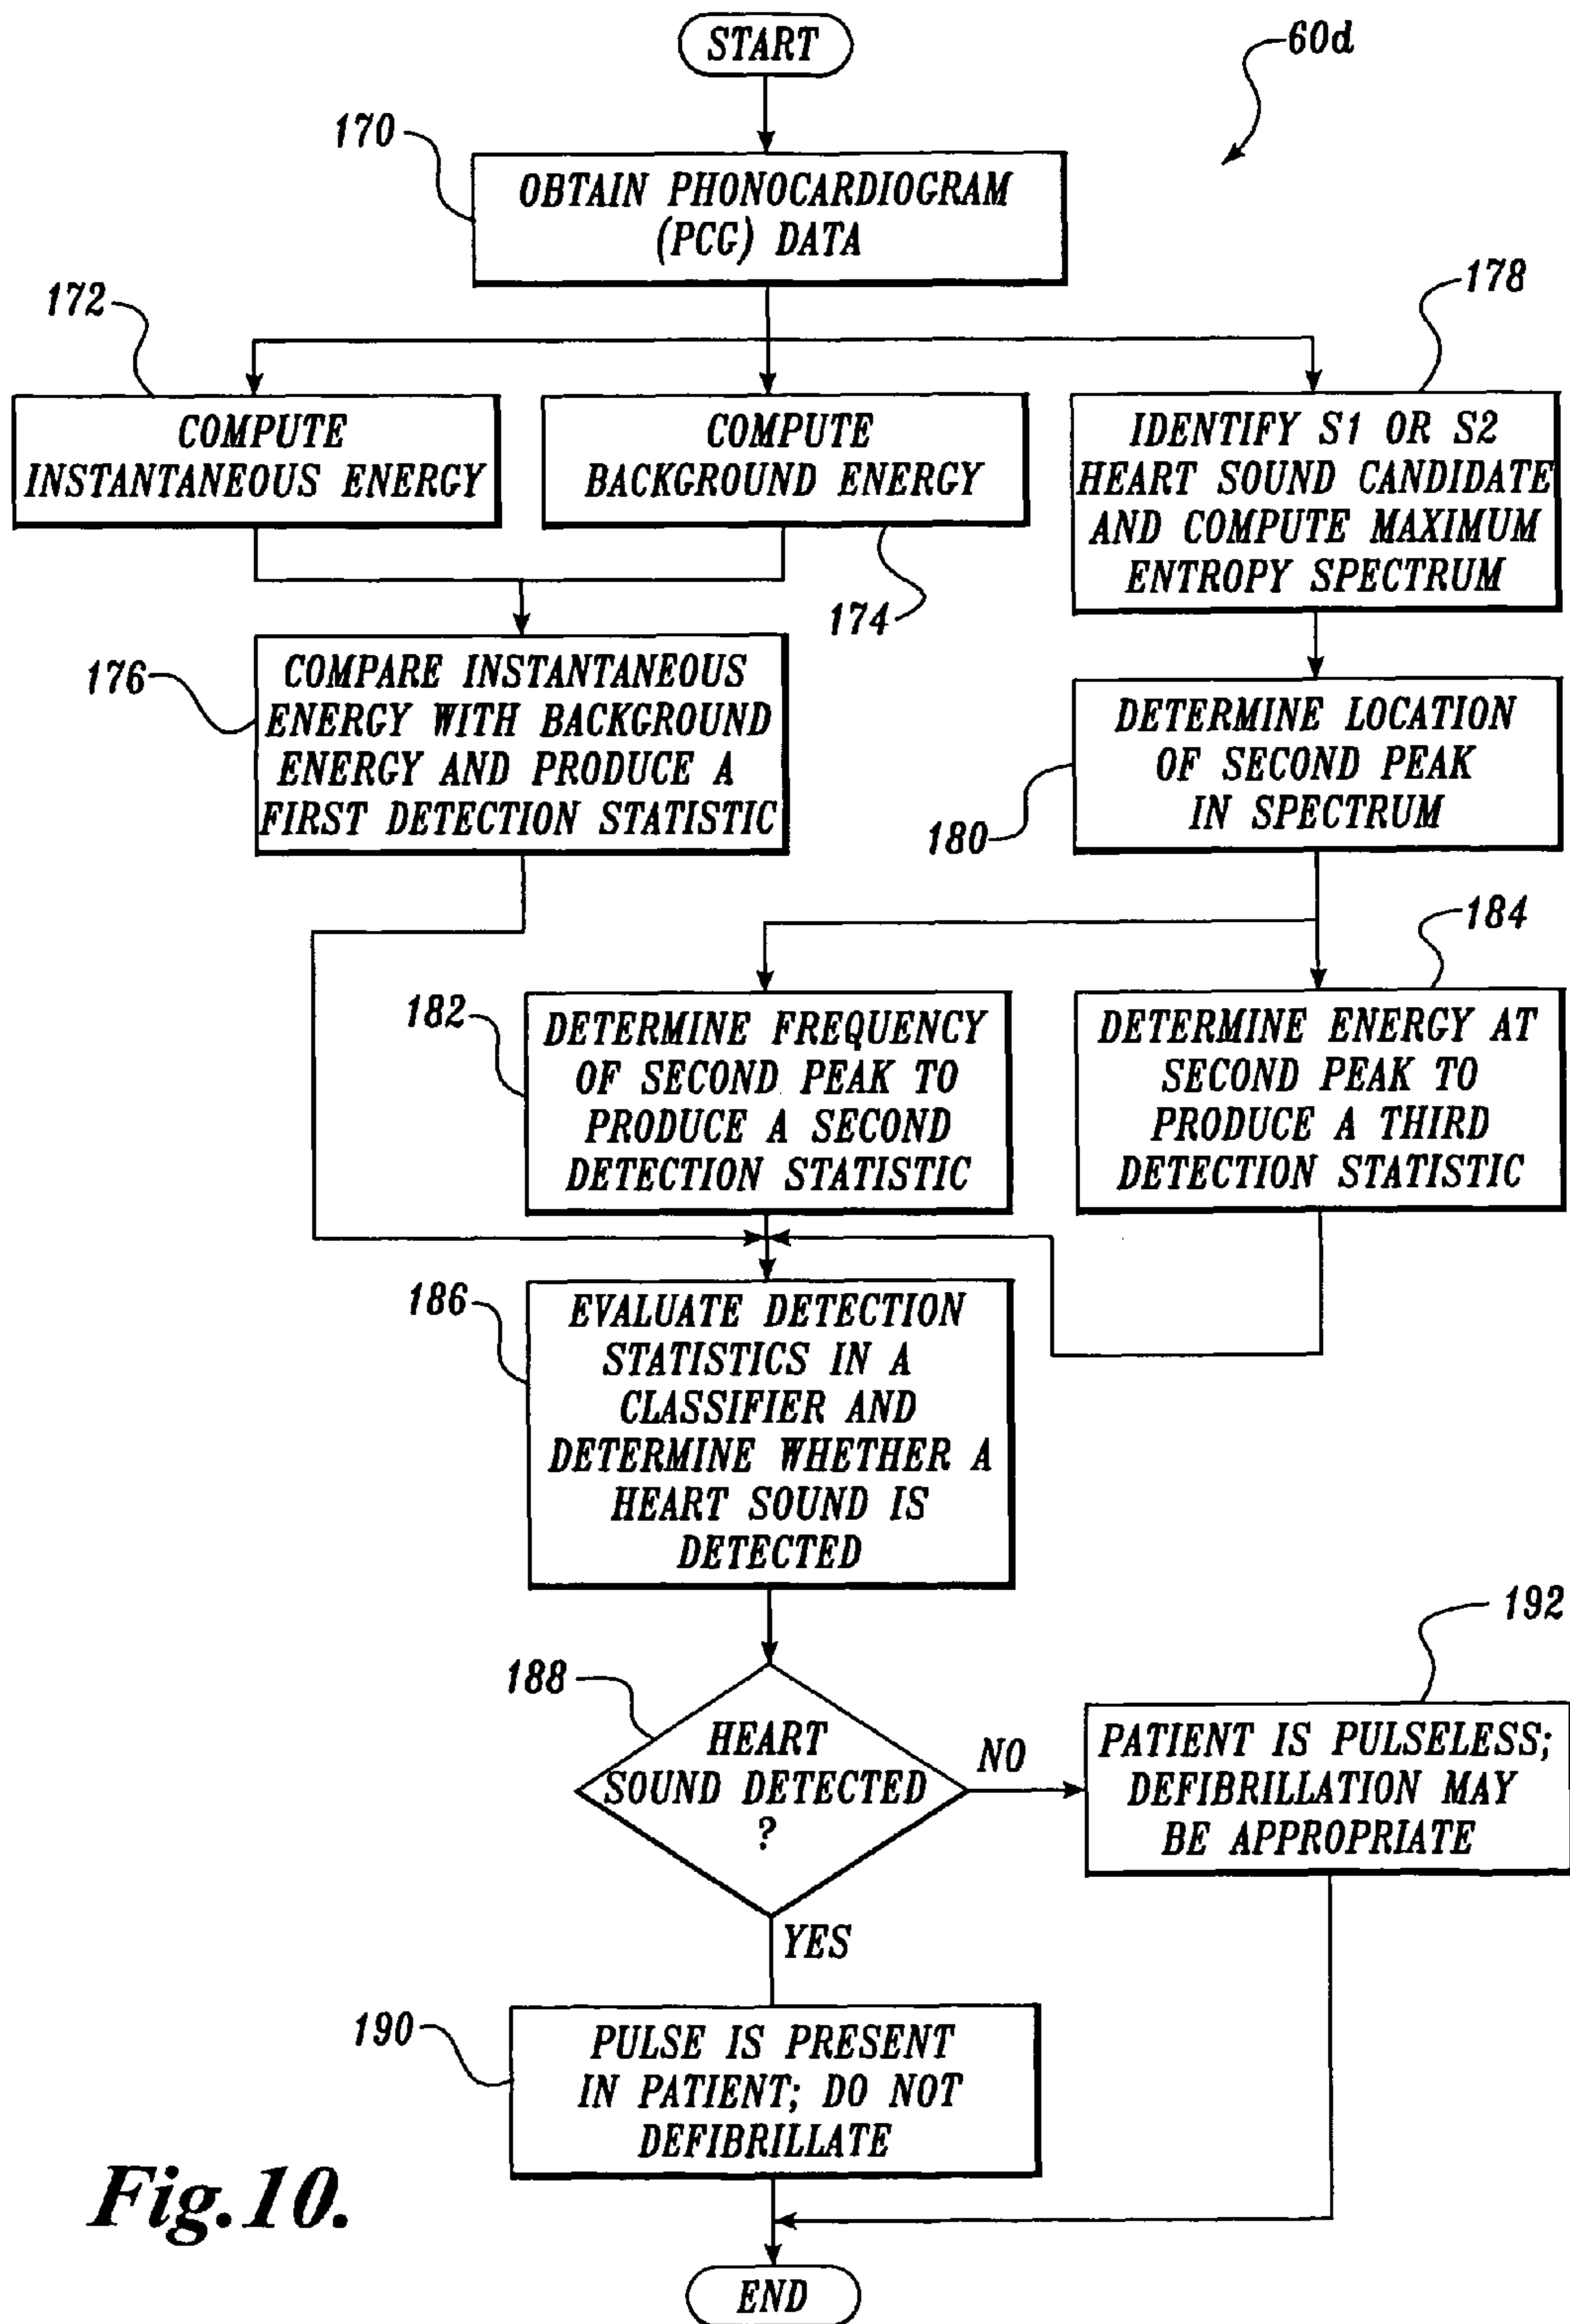 START
60d
170
OBTAIN PHONOCARDIOGRAM
(PCG) DATA
172
178
COMPUTE
INSTANTANEOUS ENERGY
COMPUTE
BACKGROUND ENERGY
174
IDENTIFY S1 OR S2
HEART SOUND CANDIDATE
AND COMPUTE MAXIMUM
ENTROPY SPECTRUM
176
COMPARE INSTANTANEOUS
ENERGY WITH BACKGROUND
ENERGY AND PRODUCE A
FIRST DETECTION STATISTIC
180
DETERMINE LOCATION
OF SECOND PEAK
IN SPECTRUM
182
DETERMINE FREQUENCY
OF SECOND PEAK TO
PRODUCE A SECOND
DETECTION STATISTIC
184
DETERMINE ENERGY AT
SECOND PEAK TO
PRODUCE A THIRD
DETECTION STATISTIC
186
EVALUATE DETECTION
STATISTICS IN A
CLASSIFIER AND
DETERMINE WHETHER A
HEART SOUND IS
DETECTED
188
HEART
SOUND DETECTED
?
NO
192
PATIENT IS PULSELESS;
DEFIBRILLATION MAY
BE APPROPRIATE
YES
190
PULSE IS PRESENT
IN PATIENT; DO NOT
DEFIBRILLATE
Fig.10.
END